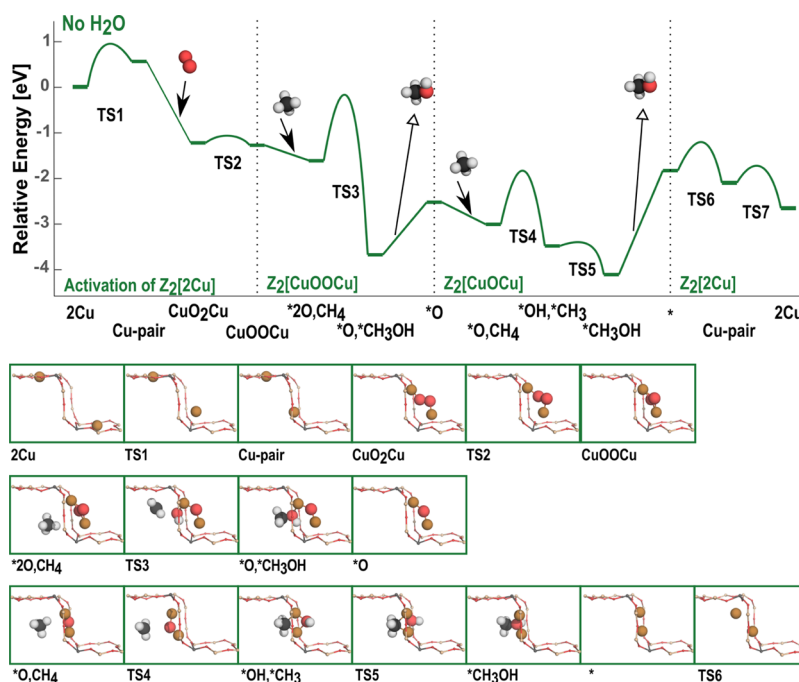 No H₂O
Relative Energy [eV]
1
0
-1
-2
-3
-4
TS1
TS2
TS3
TS4
TS5
TS6
TS7
Activation of Z₂[2Cu]
Z₂[CuOOCu]
Z₂[CuOCu]
Z₂[2Cu]
2Cu
Cu-pair
CuO₂Cu
CuOOCu
*2O,CH₄
*O,*CH₃OH
*O
*O,CH₄
*OH,*CH₃
*CH₃OH
*
Cu-pair
2Cu
2Cu
TS1
Cu-pair
CuO₂Cu
TS2
CuOOCu
*2O,CH₄
TS3
*O,*CH₃OH
*O
*O,CH₄
TS4
*OH,*CH₃
TS5
*CH₃OH
*
TS6